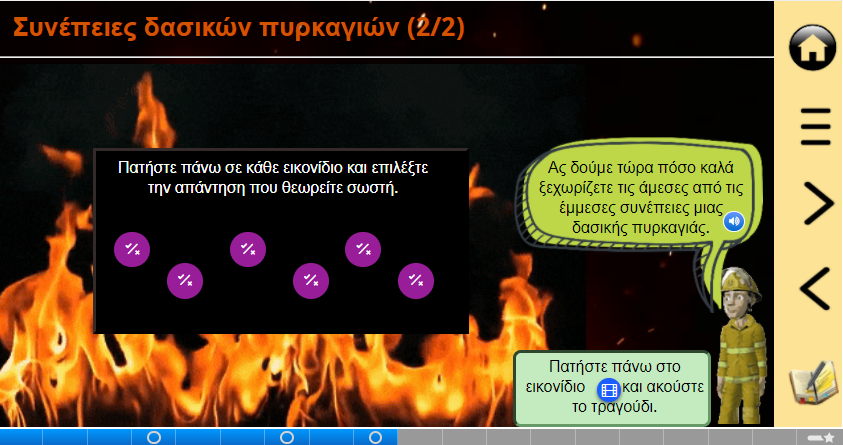 Συνέπειες δασικών πυρκαγιών (2/2)
Πατήστε πάνω σε κάθε εικονίδιο και επιλέξτε
την απάντηση που θεωρείτε σωστή.
Ας δούμε τώρα πόσο καλά
ξεχωρίζετε τις άμεσες από τις
έμμεσες συνέπειες μιας
δασικής πυρκαγιάς.
Πατήστε πάνω στο
εικονίδιο και ακούστε
το τραγούδι.